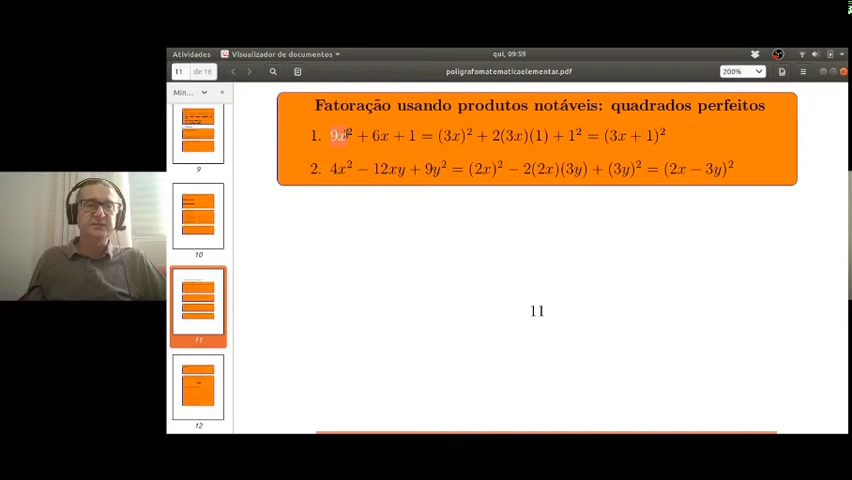 Atividades
Visualizador de documentos
qui, 09:59
11 de 16
poligrafomatematicaelementar.pdf
200%
Min...
Fatoração usando produtos notáveis: quadrados perfeitos
1. 9x² + 6x + 1 = (3x)² + 2(3x)(1) + 1² = (3x + 1)²
2. 4x² − 12xy + 9y² = (2x)² − 2(2x)(3y) + (3y)² = (2x − 3y)²
9
10
11
11
12